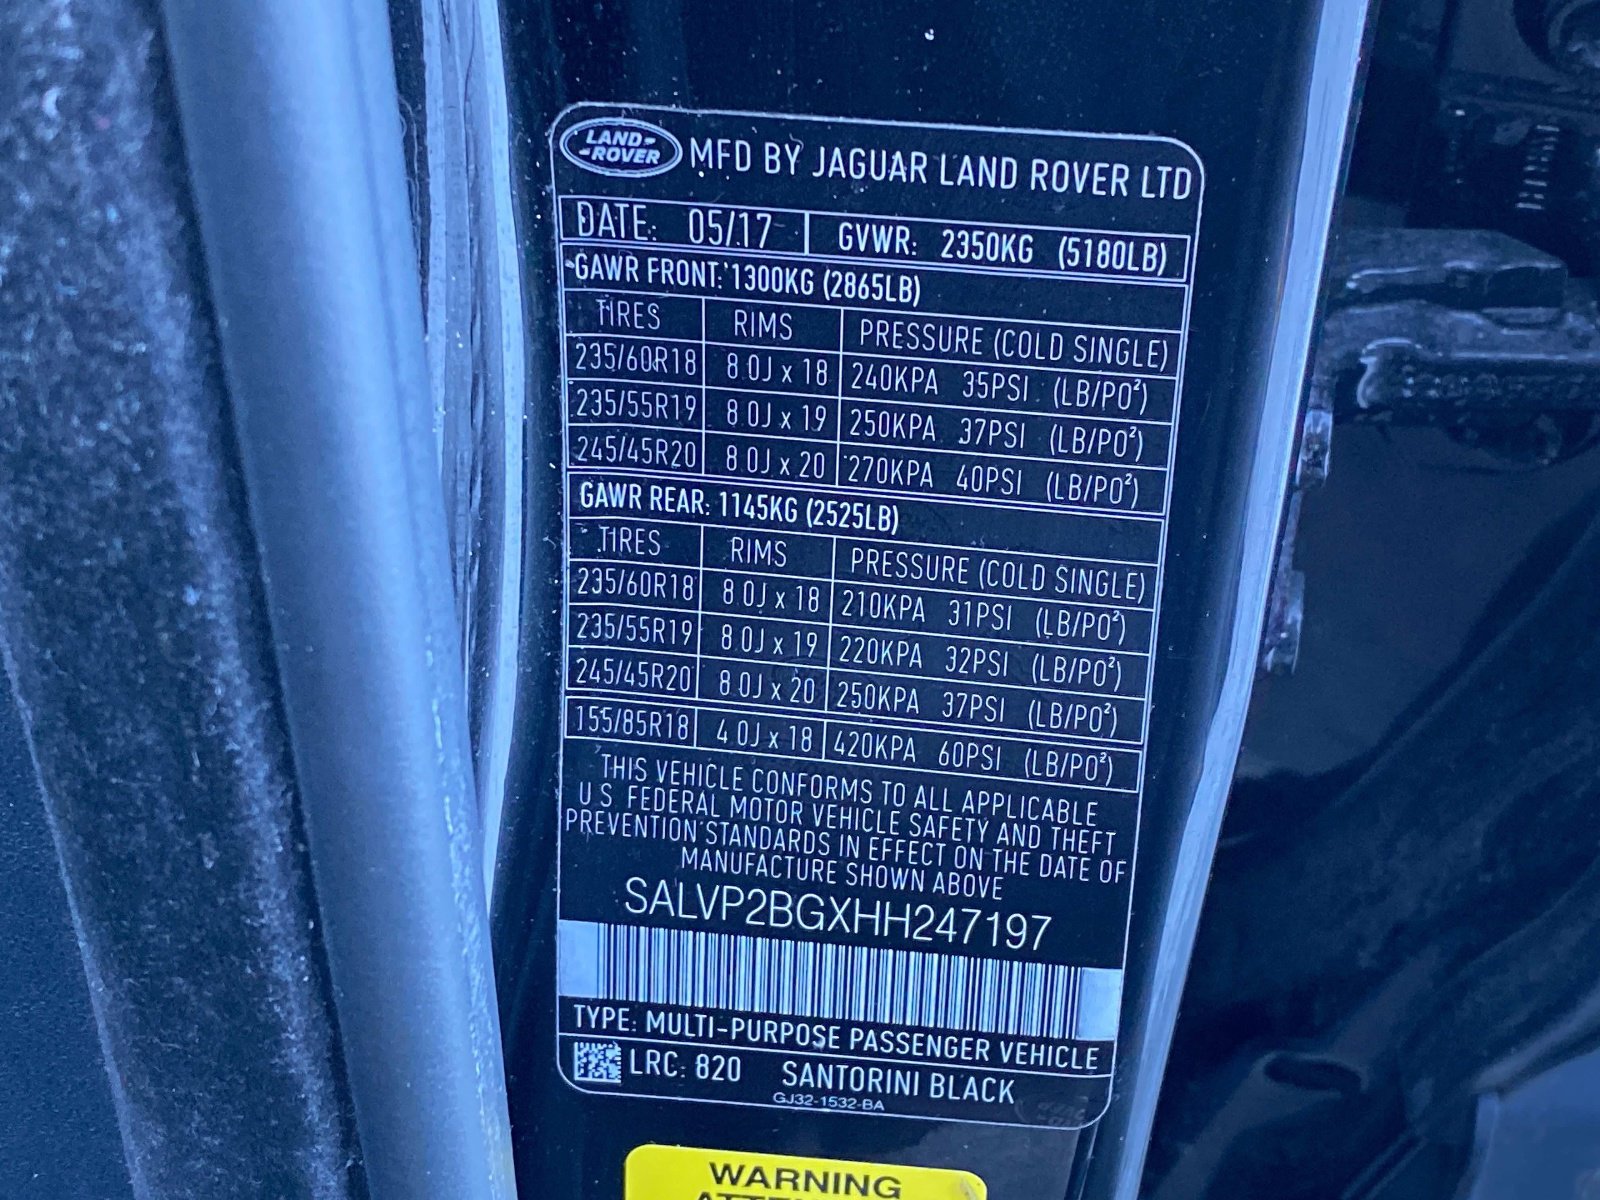 LAND-
-ROVER
MFD BY JAGUAR LAND ROVER LTD
DATE: 05/17 GVWR: 2350KG (5180LB)
GAWR FRONT: 1300KG (2865LB)
TIRES RIMS PRESSURE (COLD SINGLE)
235/60R18 8.0J x 18 240KPA 35PSI (LB/PO²)
235/55R19 8.0J x 19 250KPA 37PSI (LB/PO²)
245/45R20 8.0J x 20 270KPA 40PSI (LB/PO²)
GAWR REAR: 1145KG (2525LB)
TIRES RIMS PRESSURE (COLD SINGLE)
235/60R18 8.0J x 18 210KPA 31PSI (LB/PO²)
235/55R19 8.0J x 19 220KPA 32PSI (LB/PO²)
245/45R20 8.0J x 20 250KPA 37PSI (LB/PO²)
155/85R18 4.0J x 18 420KPA 60PSI (LB/PO²)
THIS VEHICLE CONFORMS TO ALL APPLICABLE
U.S. FEDERAL MOTOR VEHICLE SAFETY AND THEFT
PREVENTION STANDARDS IN EFFECT ON THE DATE OF
MANUFACTURE SHOWN ABOVE
SALVP2BGXHH247197
TYPE: MULTI-PURPOSE PASSENGER VEHICLE
LRC: 820 SANTORINI BLACK
GJ32-1532-BA
WARNING